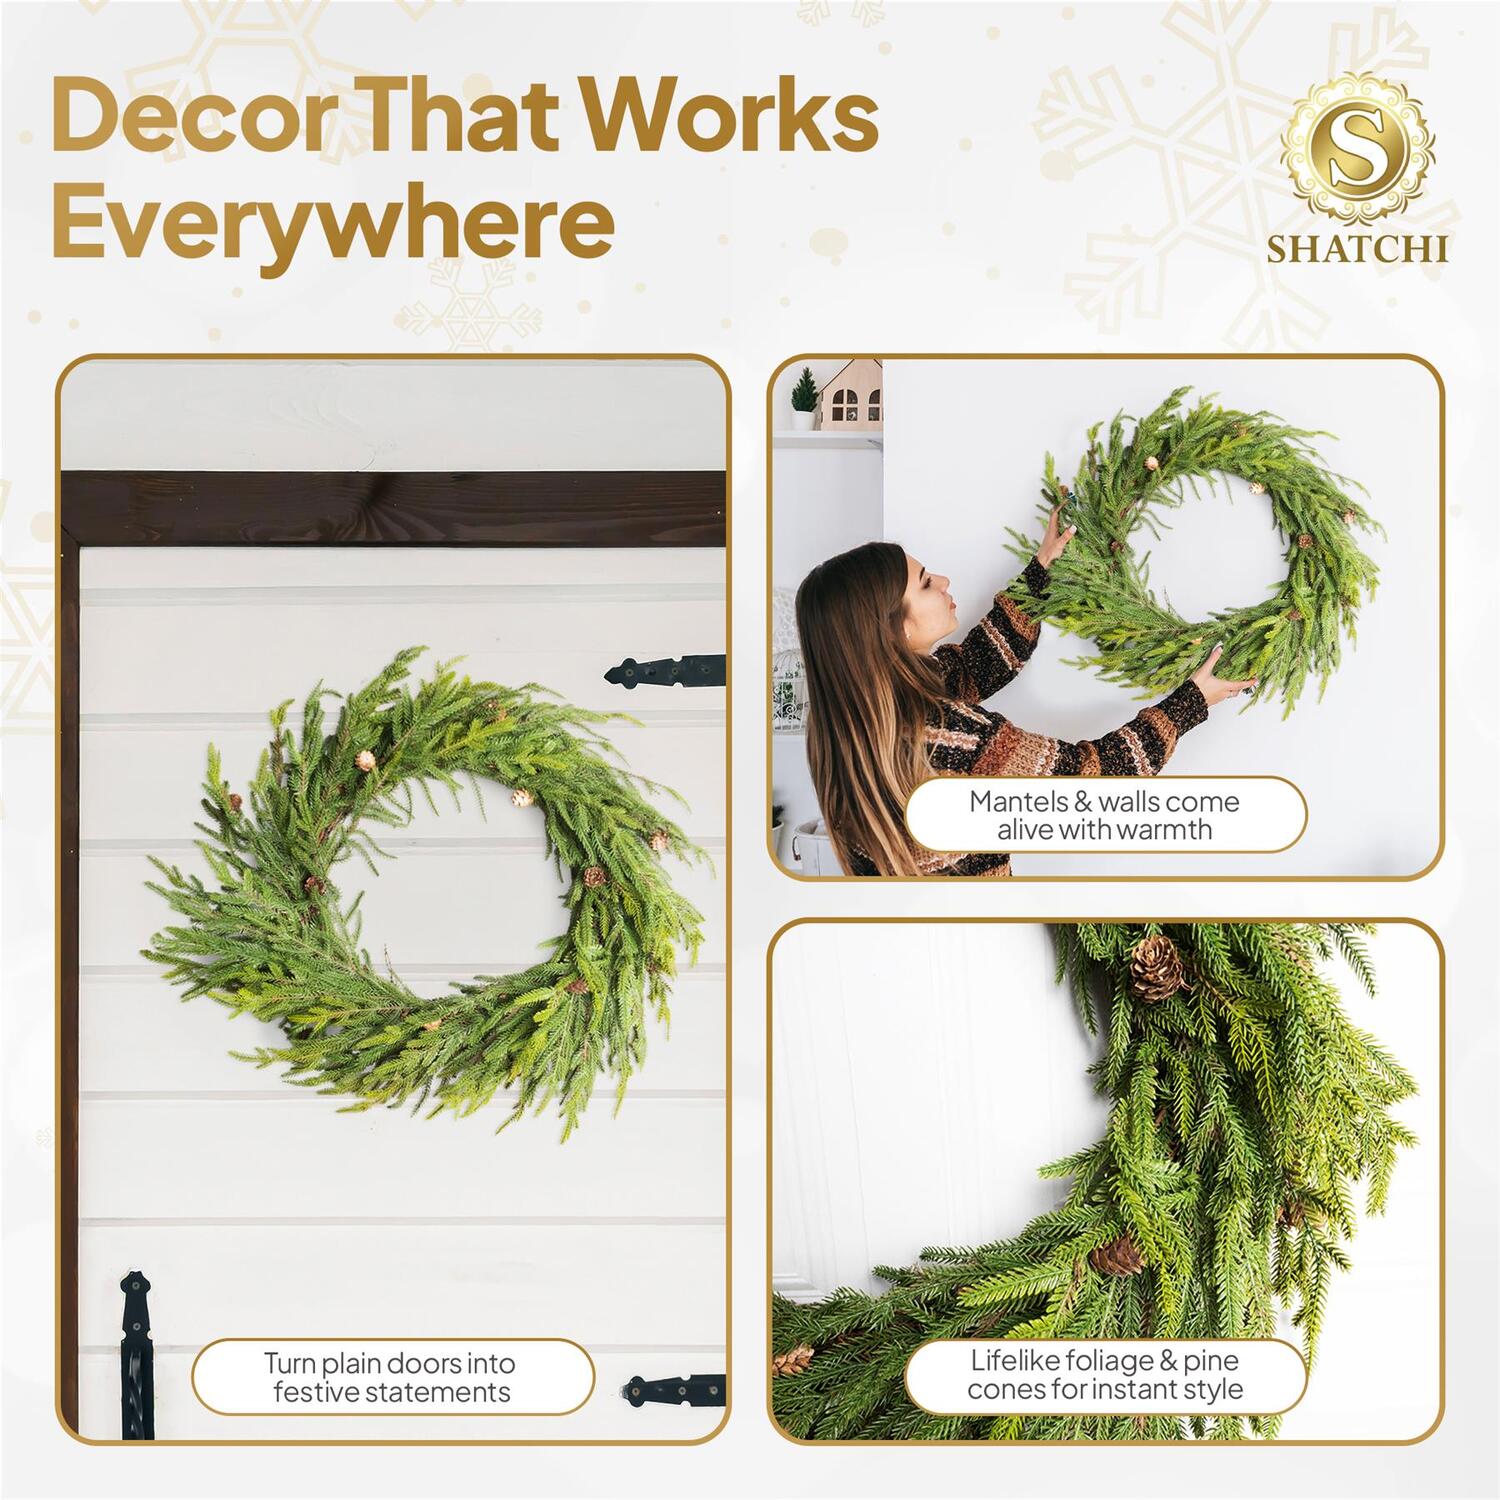 Decor That Works
Everywhere
S
SHATCHI
Mantels & walls come
alive with warmth
Turn plain doors into
festive statements
Lifelike foliage & pine
cones for instant style